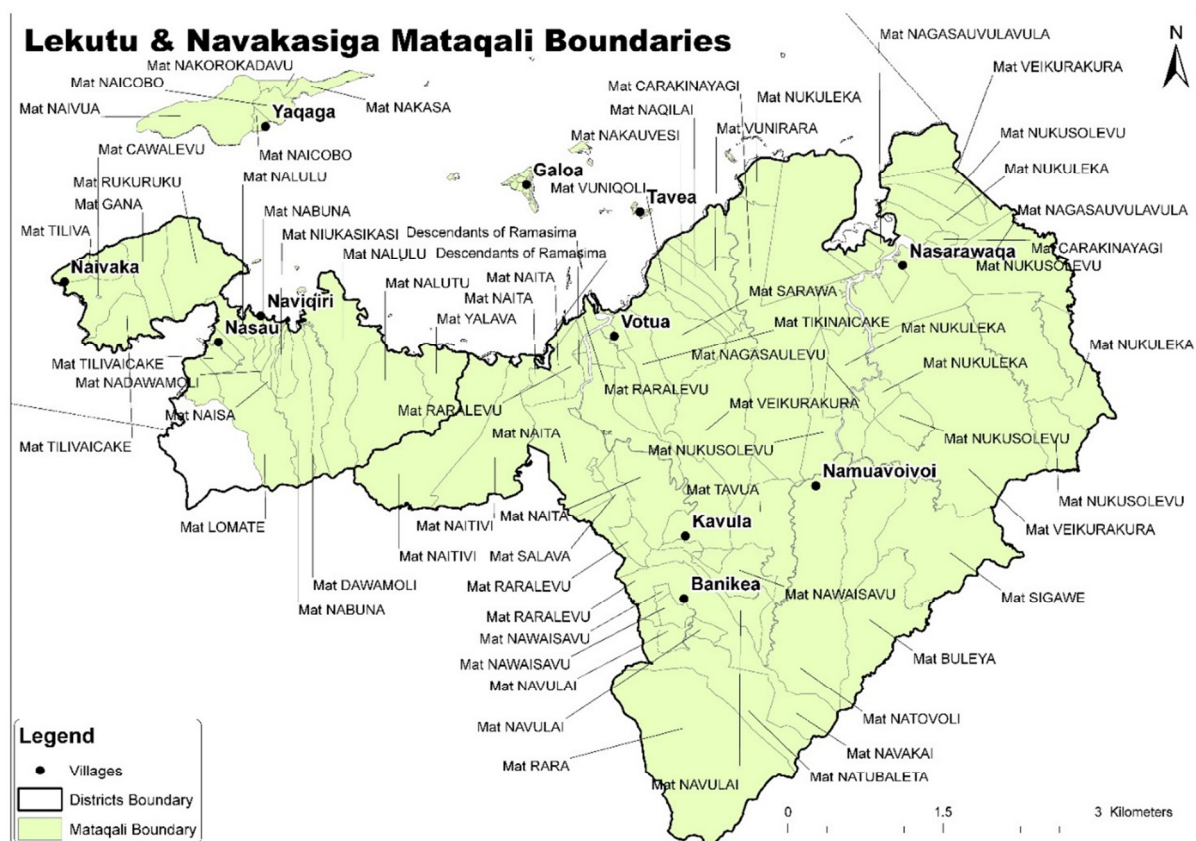 Lekutu & Navakasiga Mataqali Boundaries
N
Mat NAGASAUVULAVULA
Mat NAKOROKADAVU
Mat NAICOBO
Mat NAIVUA
Mat NAKASA
Yaqaga
Mat NAICOBO
Mat CAWALEVU
Mat NALULU
Mat RUKURUKU
Mat GANA
Mat TILIVA
Naivaka
Mat NABUNA
Mat NIUKASIKASI
Mat NALULU
Descendants of Ramasima
Descendants of Ramasima
Mat NALUTU
Mat NAITA
Mat NAITA
Mat YALAVA
Naviqiri
Nasau
Mat TILIVAICAKE
Mat NADAWAMOLI
Mat NAISA
Mat TILIVAICAKE
Mat RARALEVU
Mat LOMATE
Mat NAITIVI
Mat NAITIVI
Mat DAWAMOLI
Mat NABUNA
Galoa
Tavea
Mat CARAKINAYAGI
Mat NAQILAI
Mat NAKAUVESI
Mat NUKULEKA
Mat VUNIRARA
Mat VUNIQOLI
Mat VEIKURAKURA
Mat NUKUSOLEVU
Mat NUKULEKA
Mat NAGASAUVULAVULA
Mat CARAKINAYAGI
Mat NUKUSOLEVU
Nasarawaqa
Mat SARAWA
Mat TIKINAICAKE
Votua
Mat NAGASAULEVU
Mat NUKULEKA
Mat NUKULEKA
Mat NUKULEKA
Mat RARALEVU
Mat VEIKURAKURA
Mat NAITA
Mat NUKUSOLEVU
Mat NUKUSOLEVU
Namuavoivoi
Mat TAVUA
Mat NUKUSOLEVU
Mat NAITA
Mat VEIKURAKURA
Kavula
Mat SALAVA
Mat RARALEVU
Banikea
Mat NAWAISAVU
Mat SIGAWE
Mat RARALEVU
Mat NAWAISAVU
Mat NAWAISAVU
Mat BULEYA
Mat NAVULAI
Mat NATOVOLI
Mat NAVULAI
Mat NAVAKAI
Mat RARA
Mat NATUBALETA
Mat NAVULAI
Legend
Villages
Districts Boundary
Mataqali Boundary
0 1.5 3 Kilometers